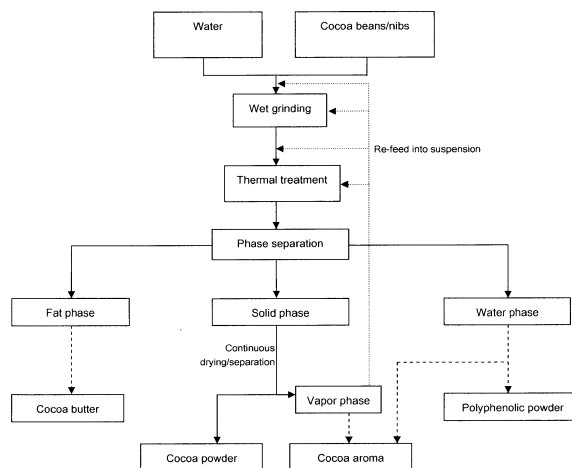 Water
Cocoa beans/nibs
Wet grinding
Re-feed into suspension
Thermal treatment
Phase separation
Fat phase
Solid phase
Water phase
Continuous
drying/separation
Cocoa butter
Vapor phase
Polyphenolic powder
Cocoa powder
Cocoa aroma